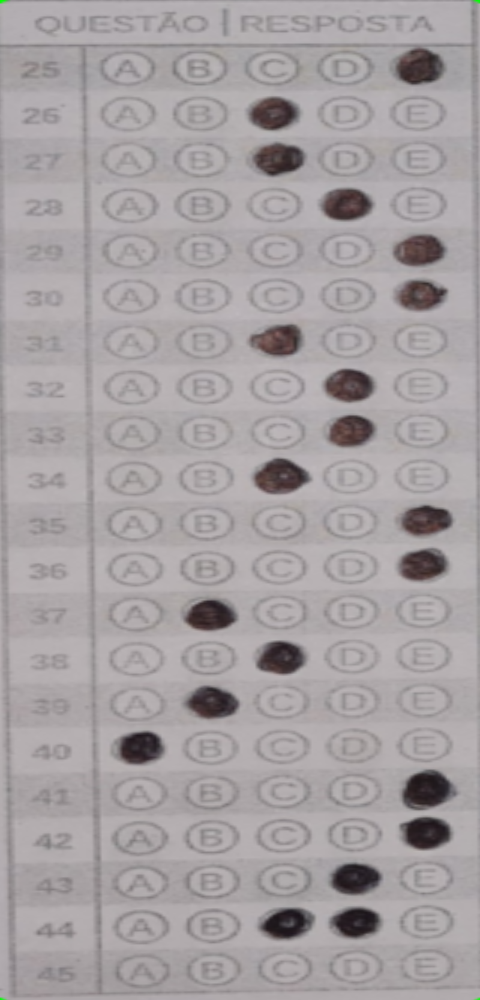 QUESTÃO | RESPOSTA
25 A B C D
26 A B D E
27 A B D E
28 A B C E
29 A B C D
30 A B C D
31 A B D E
32 A B C E
33 A B C E
34 A B D E
35 A B C D
36 A B C D
37 A C D E
38 A B D E
39 A C D E
40 B C D E
41 A B C D
42 A B C D
43 A B C E
44 A B E
45 A B C D E